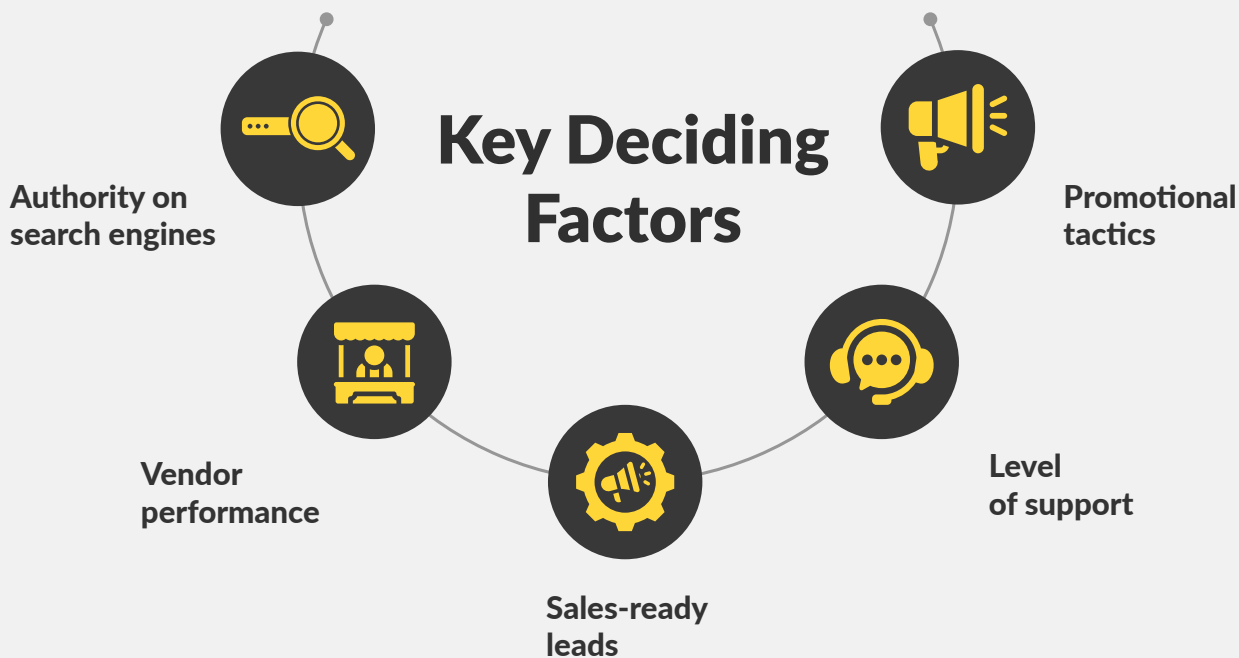 Key Deciding
Factors
Authority on
search engines
Vendor
performance
Sales-ready
leads
Level
of support
Promotional
tactics